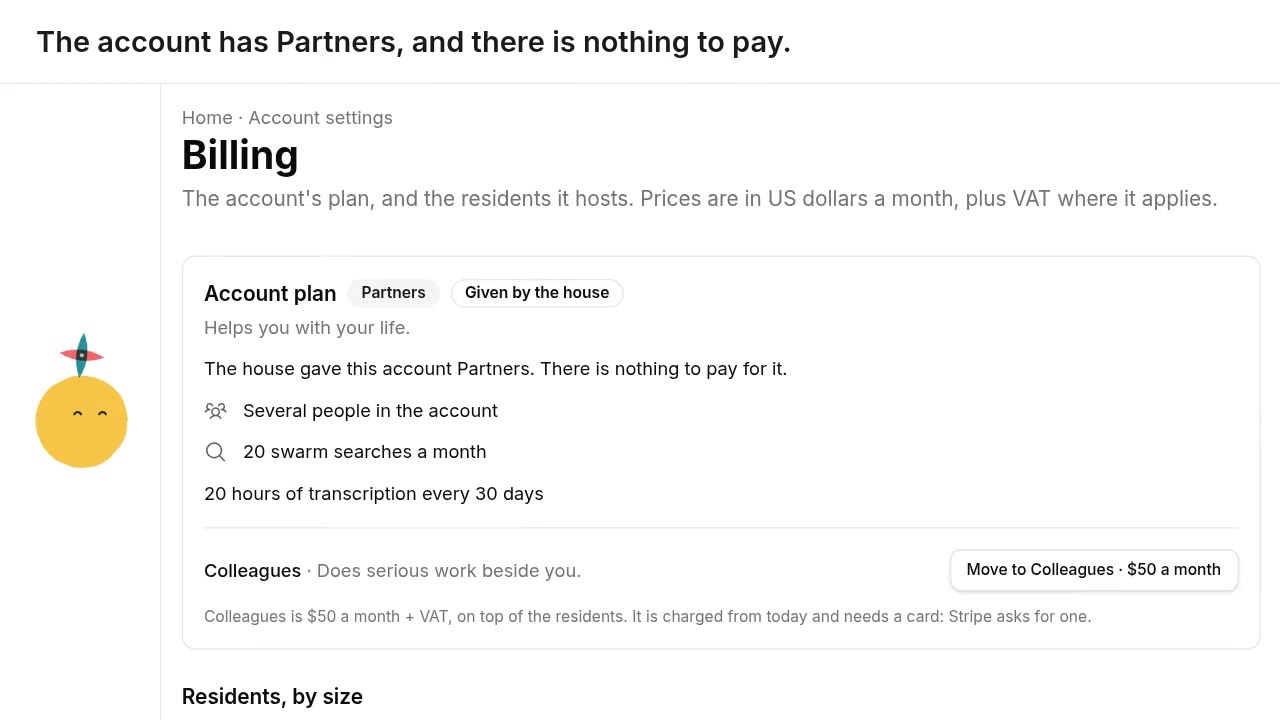 The account has Partners, and there is nothing to pay.
Home · Account settings
Billing
The account's plan, and the residents it hosts. Prices are in US dollars a month, plus VAT where it applies.
Account plan Partners Given by the house
Helps you with your life.
The house gave this account Partners. There is nothing to pay for it.
Several people in the account
20 swarm searches a month
20 hours of transcription every 30 days
Colleagues · Does serious work beside you.
Move to Colleagues · $50 a month
Colleagues is $50 a month + VAT, on top of the residents. It is charged from today and needs a card: Stripe asks for one.
Residents, by size